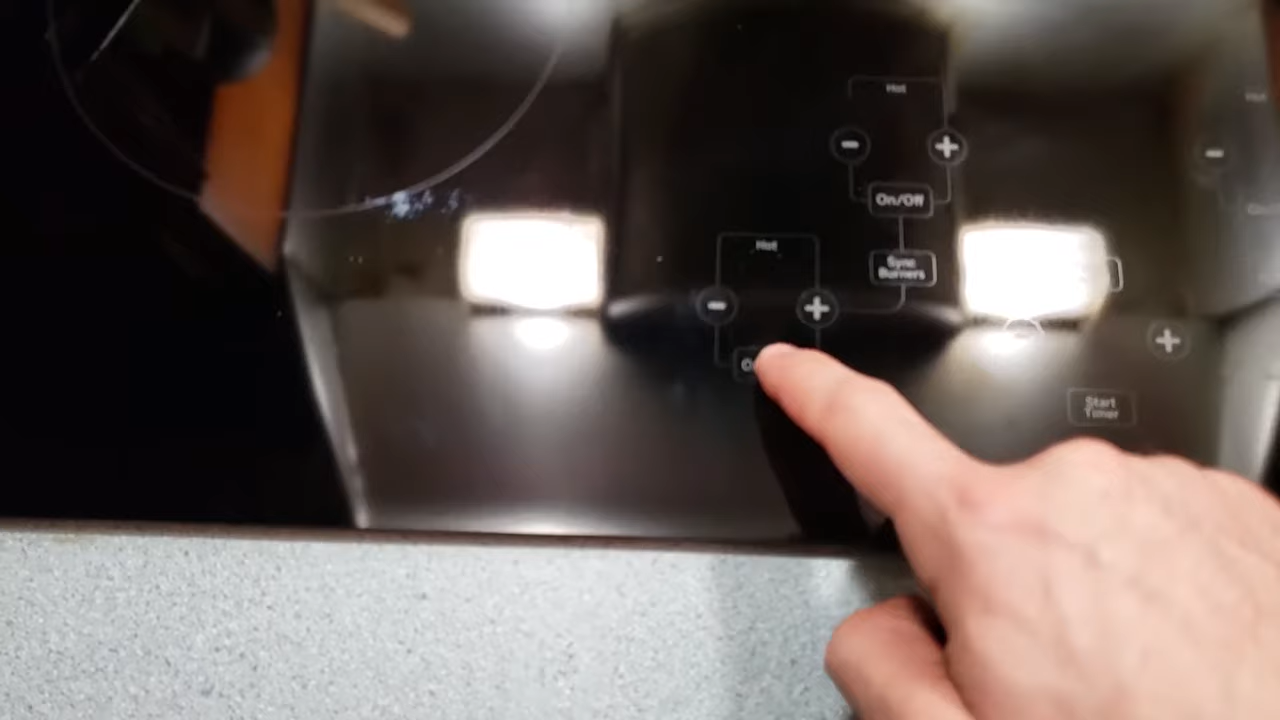 Hot
- +
On/Off
Sync
Burners
Hot
- +
-
+
Start
Timer